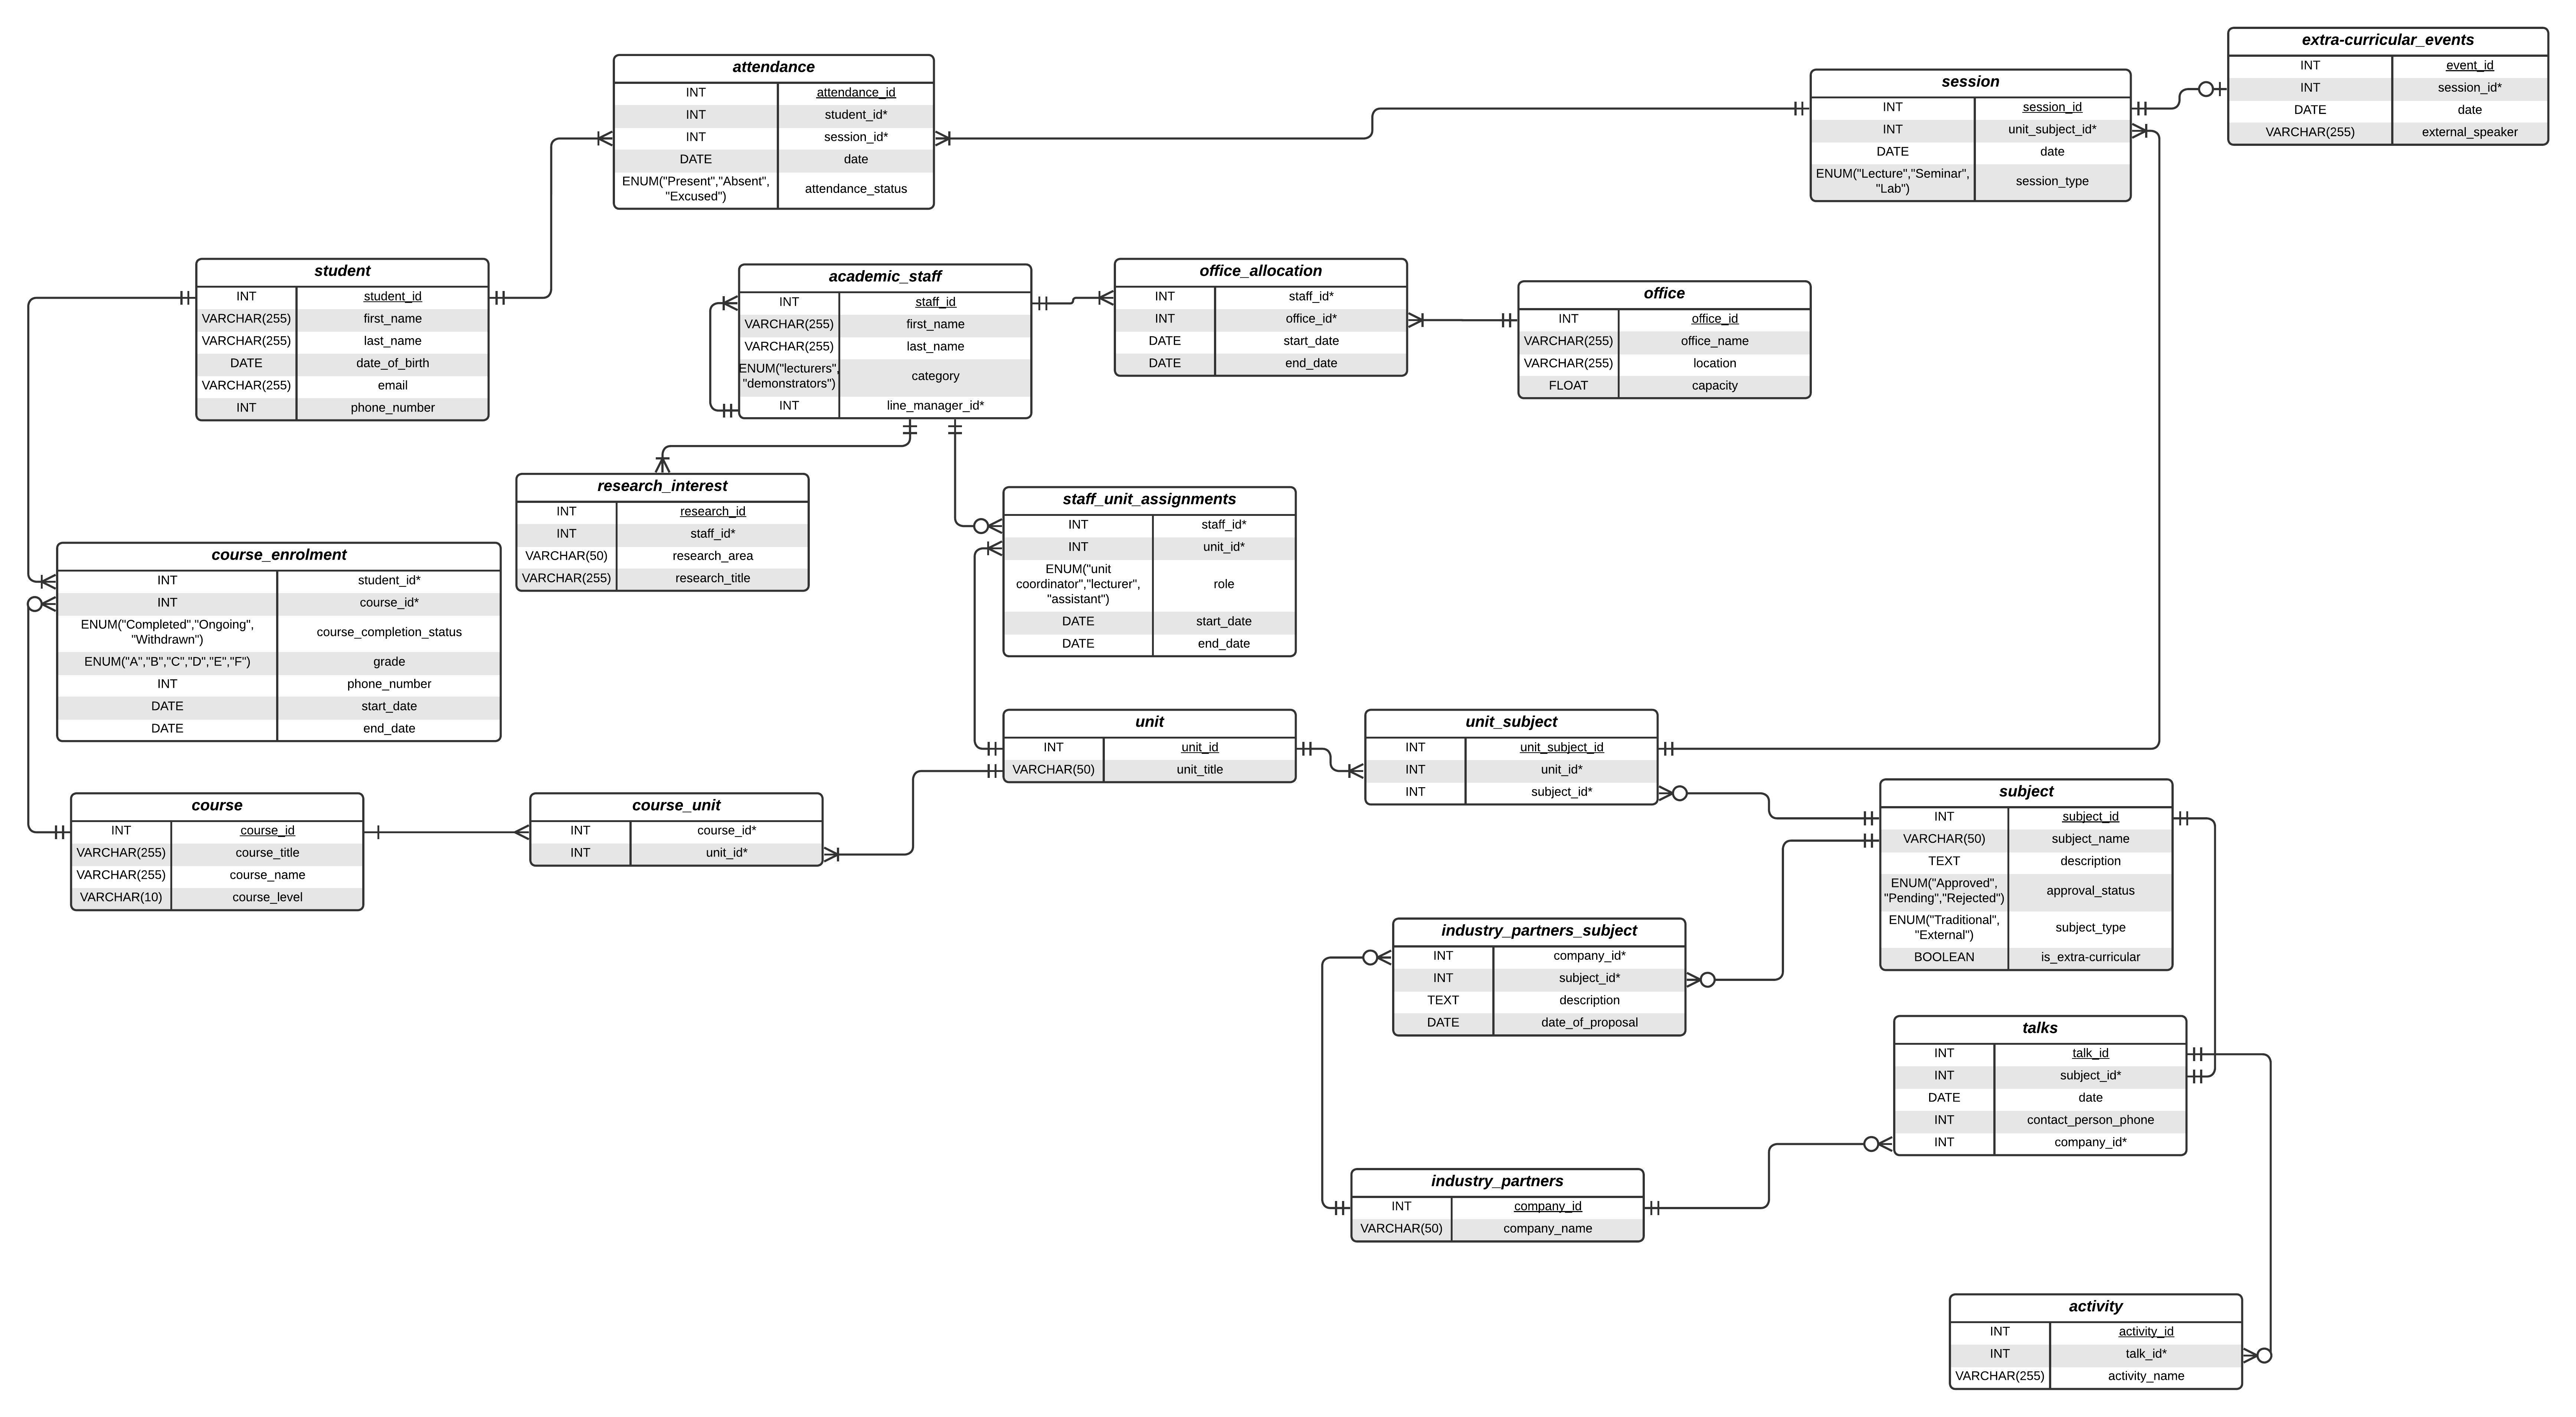 extra-curricular_events
INT event_id
INT session_id*
DATE date
VARCHAR(255) external_speaker
attendance
INT attendance_id
INT student_id*
INT session_id*
DATE date
ENUM("Present","Absent",
"Excused")
attendance_status
session
INT session_id
INT unit_subject_id*
DATE date
ENUM("Lecture","Seminar",
"Lab")
session_type
student
INT student_id
VARCHAR(255) first_name
VARCHAR(255) last_name
DATE date_of_birth
VARCHAR(255) email
INT phone_number
academic_staff
INT staff_id
VARCHAR(255) first_name
VARCHAR(255) last_name
ENUM("lecturers",
"demonstrators")
category
INT line_manager_id*
office_allocation
INT staff_id*
INT office_id*
DATE start_date
DATE end_date
office
INT office_id
VARCHAR(255) office_name
VARCHAR(255) location
FLOAT capacity
research_interest
INT research_id
INT staff_id*
VARCHAR(50) research_area
VARCHAR(255) research_title
staff_unit_assignments
INT staff_id*
INT unit_id*
ENUM("unit
coordinator","lecturer",
"assistant")
role
DATE start_date
DATE end_date
course_enrolment
INT student_id*
INT course_id*
ENUM("Completed","Ongoing",
"Withdrawn")
course_completion_status
ENUM("A","B","C","D","E","F") grade
INT phone_number
DATE start_date
DATE end_date
unit
INT unit_id
VARCHAR(50) unit_title
unit_subject
INT unit_subject_id
INT unit_id*
INT subject_id*
course
INT course_id
VARCHAR(255) course_title
VARCHAR(255) course_name
VARCHAR(10) course_level
course_unit
INT course_id*
INT unit_id*
subject
INT subject_id
VARCHAR(50) subject_name
TEXT description
ENUM("Approved",
"Pending","Rejected")
approval_status
ENUM("Traditional",
"External")
subject_type
BOOLEAN is_extra-curricular
industry_partners_subject
INT company_id*
INT subject_id*
TEXT description
DATE date_of_proposal
talks
INT talk_id
INT subject_id*
DATE date
INT contact_person_phone
INT company_id*
industry_partners
INT company_id
VARCHAR(50) company_name
activity
INT activity_id
INT talk_id*
VARCHAR(255) activity_name